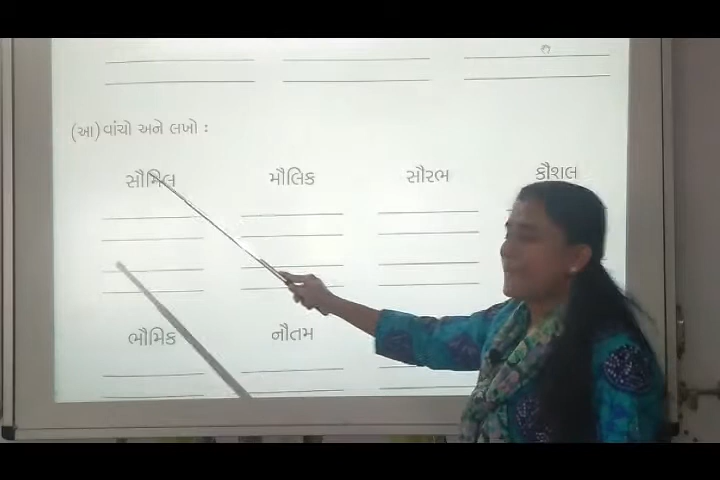 (આ) વાંચો અને લખો :
સૌમિલ મૌલિક સૌરભ કૌશલ
ભૌમિક નૌતમ